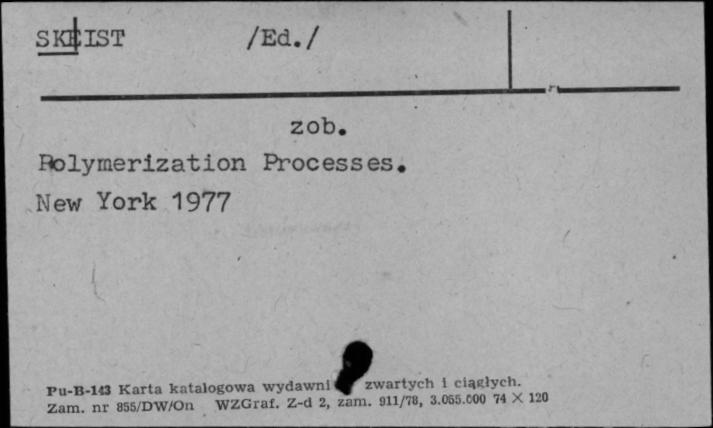 SKEIST /Ed./
zob.
Polymerization Processes.
New York 1977
Pu-B-143 Karta katalogowa wydawni zwartych i ciągłych.
Zam. nr 855/DW/On WZGraf. Z-d 2, zam. 911/78, 3.055.000 74 X 120